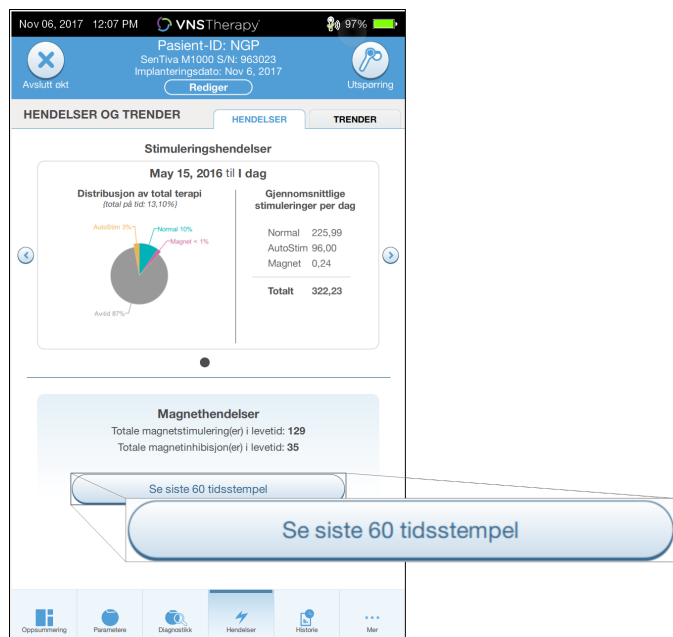 Nov 06, 2017 12:07 PM VNSTherapy 97%
Pasient-ID: NGP
SenTiva M1000 S/N: 963023
Implanteringsdato: Nov 6, 2017
Avslutt økt
Rediger
Utspørring
HENDELSER OG TRENDER
HENDELSER
TRENDER
Stimuleringshendelser
May 15, 2016 til I dag
Distribusjon av total terapi
(total på tid: 13,10%)
AutoStim 3%
Normal 10%
Magnet < 1%
Av-tid 87%
Gjennomsnittlige
stimuleringer per dag
Normal 225,99
AutoStim 96,00
Magnet 0,24
Totalt 322,23
Magnethendelser
Totale magnetstimulering(er) i levetid: 129
Totale magnetinhibisjon(er) i levetid: 35
Se siste 60 tidsstempel
Se siste 60 tidsstempel
Oppsummering
Parametere
Diagnostikk
Hendelser
Historie
Mer